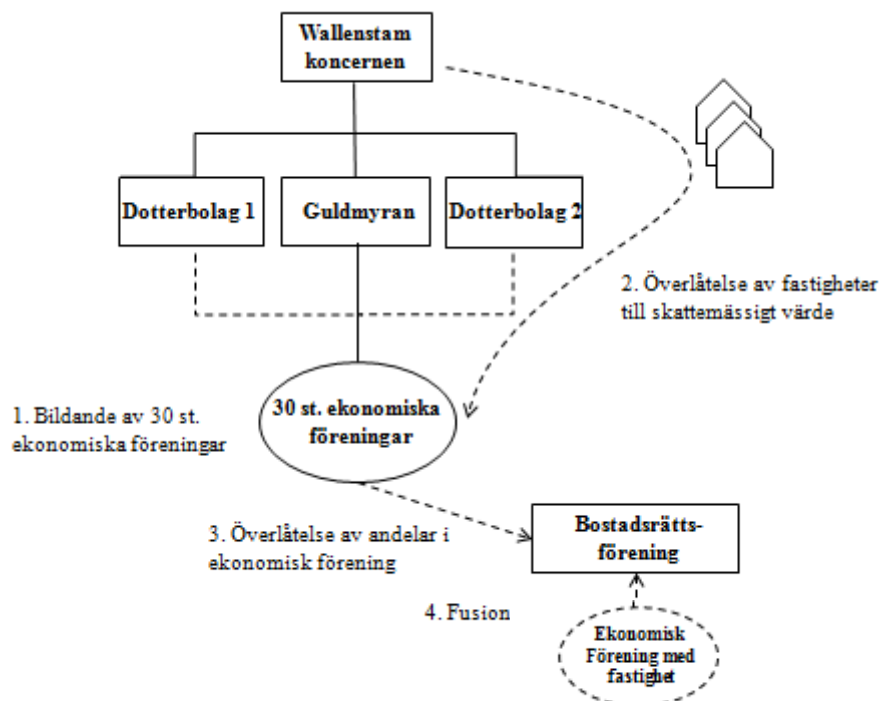 Wallenstam
koncernen
Dotterbolag 1
Guldmyran
Dotterbolag 2
2. Överlåtelse av fastigheter
till skattemässigt värde
1. Bildande av 30 st.
ekonomiska föreningar
30 st. ekonomiska
föreningar
3. Överlåtelse av andelar i
ekonomisk förening
Bostadsrätts-
förening
4. Fusion
Ekonomisk
Förening med
fastighet